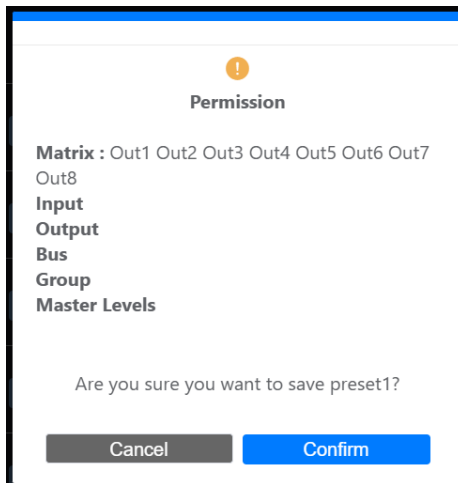 Permission
Matrix : Out1 Out2 Out3 Out4 Out5 Out6 Out7
Out8
Input
Output
Bus
Group
Master Levels
Are you sure you want to save preset1?
Cancel Confirm